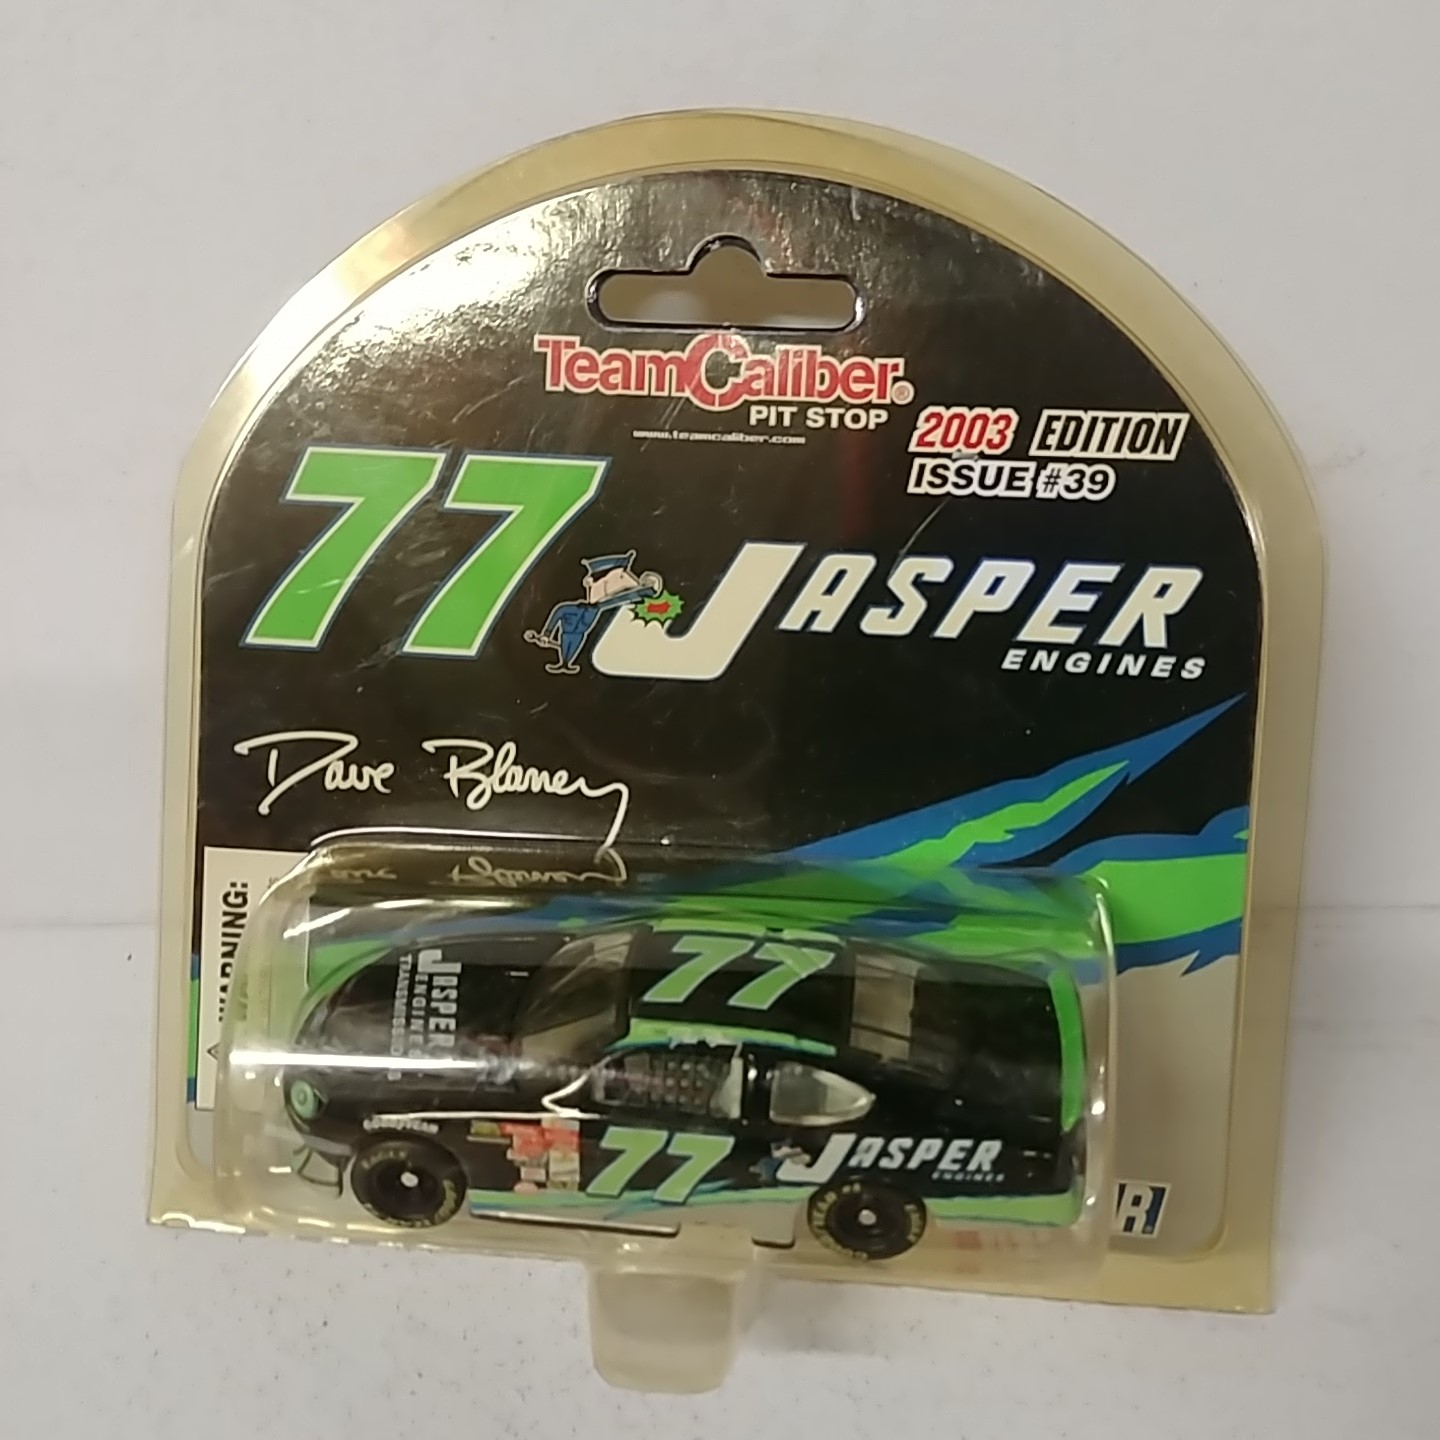 TeamCaliber®
PIT STOP
www.teamcaliber.com
2003 EDITION
ISSUE #39
77
JASPER
ENGINES
Dave Blaney
WARNING:
77
JASPER
ENGINES
GOODYEAR
77
JASPER
ENGINES